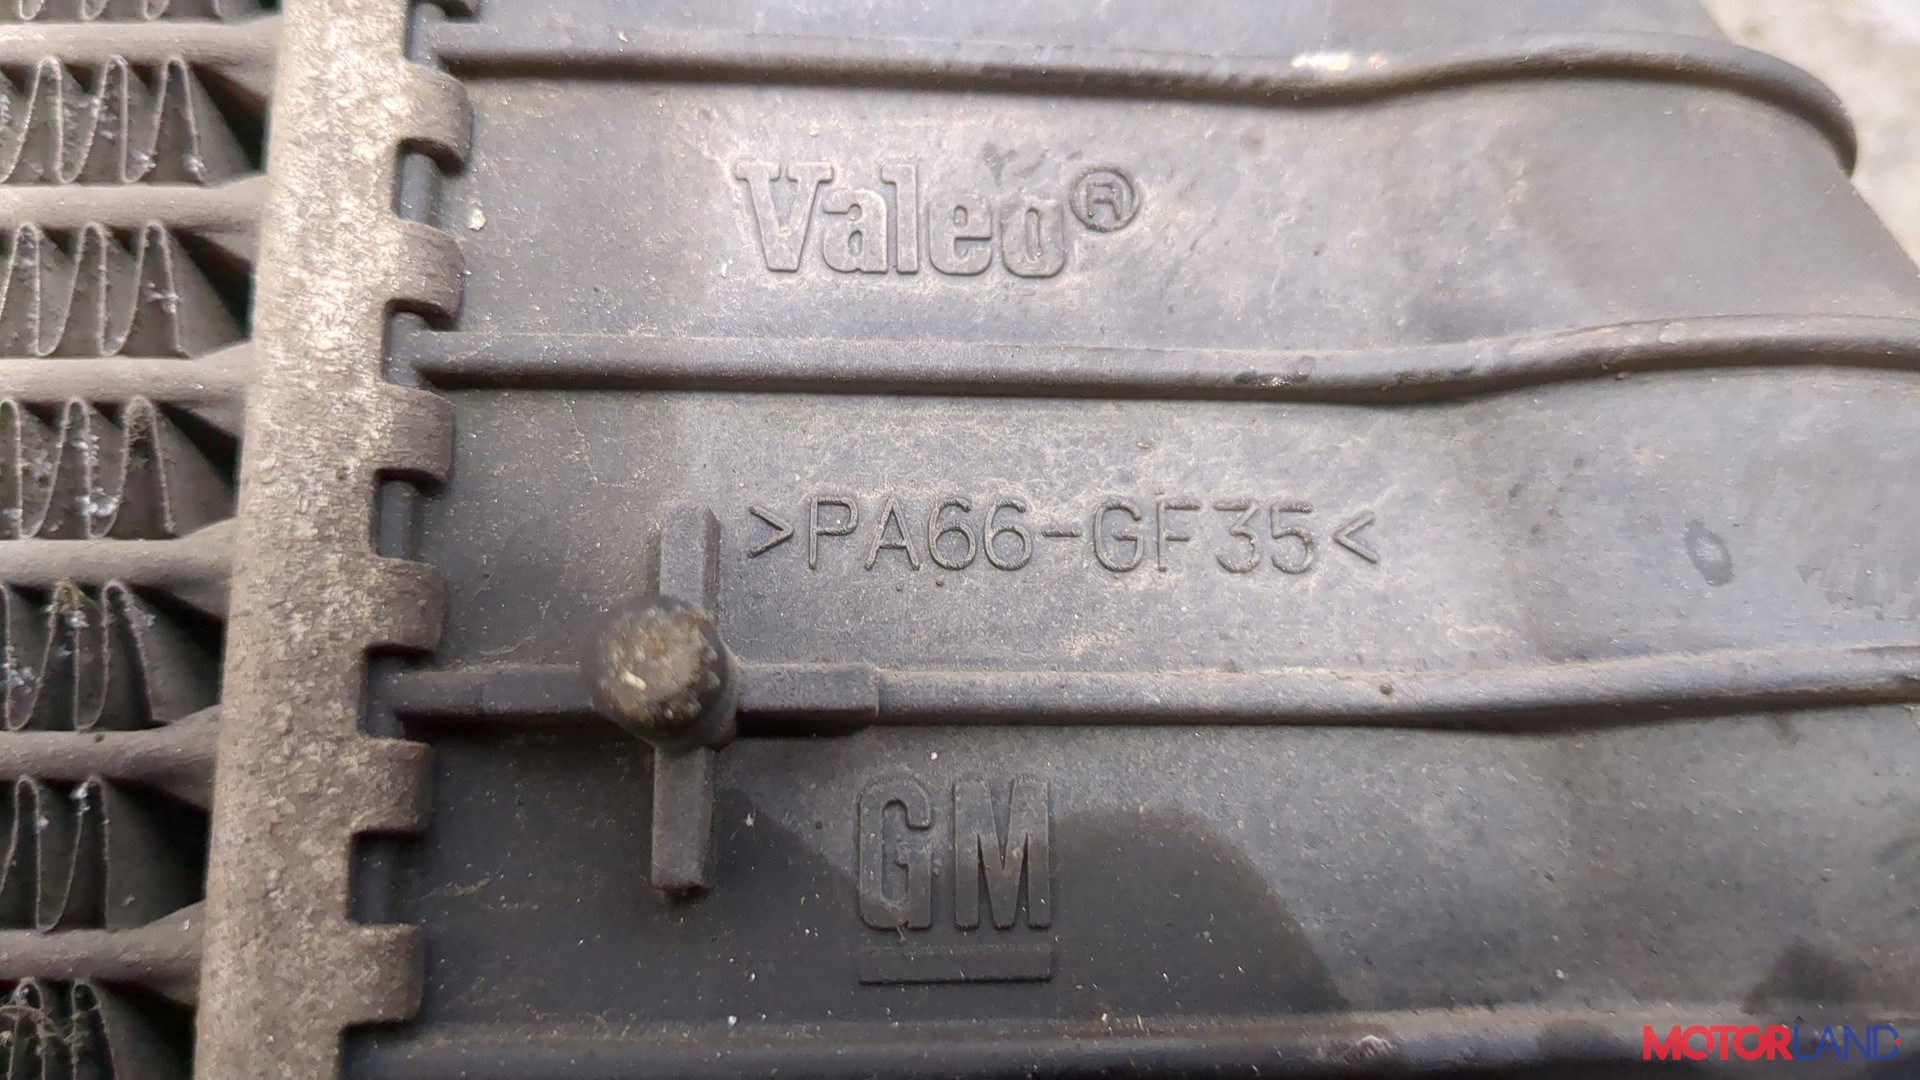 Valeo®
>PA66-GF35<
GM
MOTORLAND